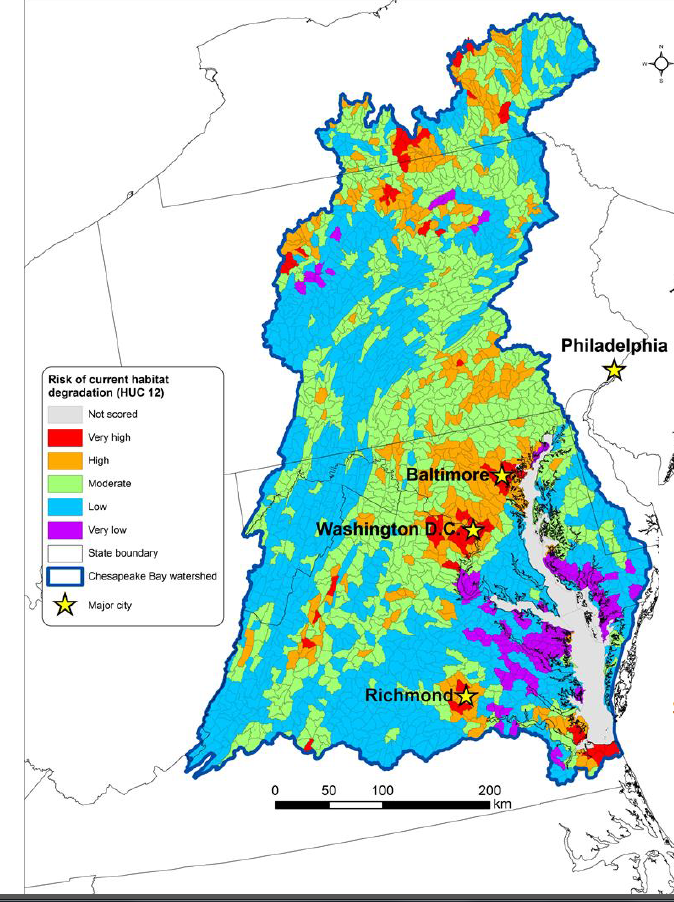 N
W
S
Philadelphia
Risk of current habitat
degradation (HUC 12)
Not scored
Very high
High
Moderate
Low
Very low
State boundary
Chesapeake Bay watershed
Major city
Baltimore
Washington D.C.
Richmond
0 50 100 200
km